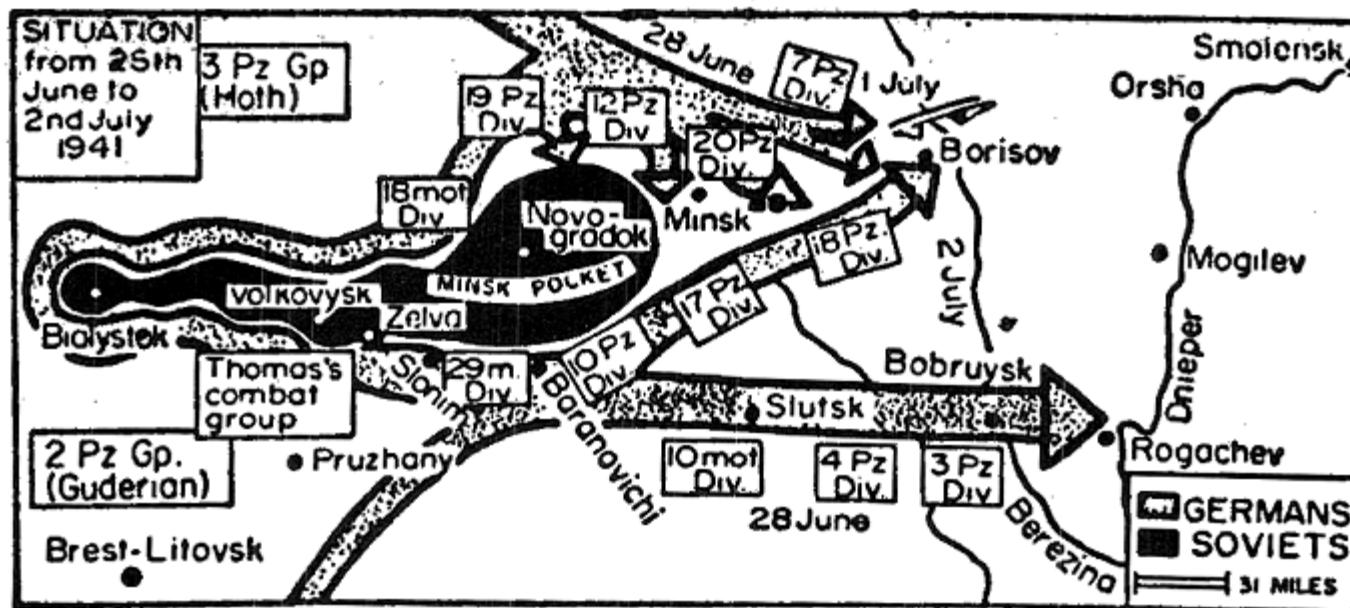 SITUATION
from 25th
June to
2nd July
1941
3 Pz Gp
(Hoth)
19 Pz
Div
12 Pz
Div
28 June
7 Pz
Div.
1 July
20 Pz
Div.
18 mot
Div
Novo-
gradok
Minsk
Borisov
Smolensk
Orsha
Mogilev
MINSK POCKET
Volkovysk
Zelva
Bialystok
18 Pz.
Div.
17 Pz
Div.
10 Pz
Div.
2 July
Thomas's
combat
group
Slonim
29 m.
Div.
Baranovichi
Bobruysk
Slutsk
Dnieper
Rogachev
2 Pz Gp.
(Guderian)
Pruzhany
10 mot
Div.
4 Pz
Div.
3 Pz
Div
28 June
Berezina
Brest-Litovsk
GERMANS
SOVIETS
31 MILES